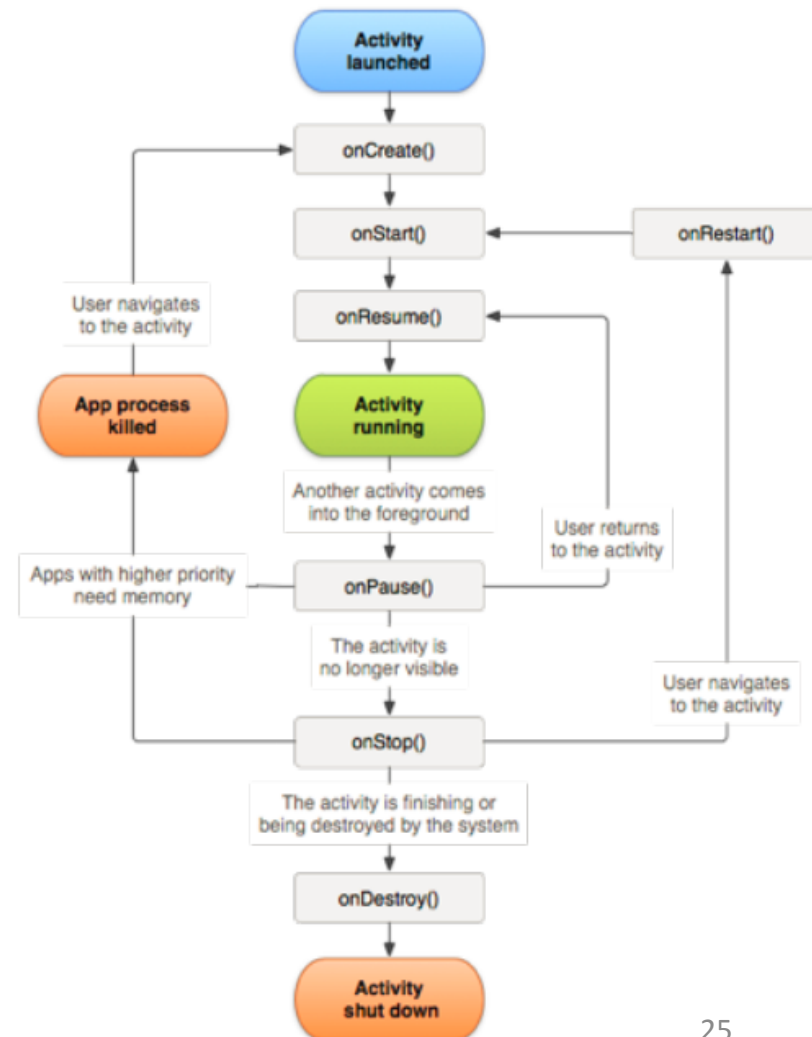 Activity
launched
onCreate()
onStart()
onRestart()
User navigates
to the activity
onResume()
App process
killed
Activity
running
Another activity comes
into the foreground
User returns
to the activity
Apps with higher priority
need memory
onPause()
The activity is
no longer visible
User navigates
to the activity
onStop()
The activity is finishing or
being destroyed by the system
onDestroy()
Activity
shut down
25